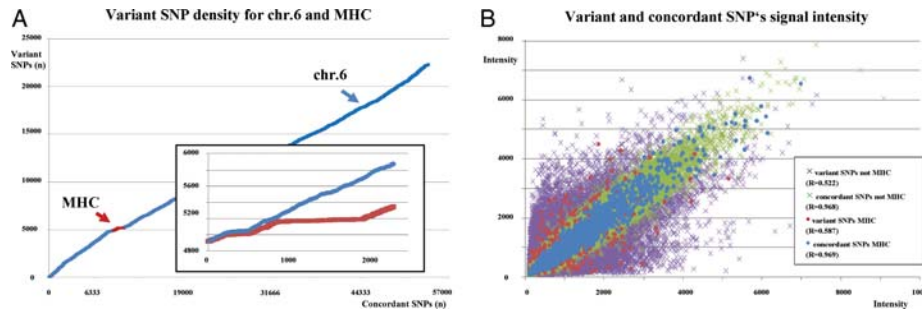 A
Variant SNP density for chr.6 and MHC
Variant
SNPs (n)
25000
20000
15000
10000
5000
0
chr.6
MHC
6000
5600
5200
4800
0
1000
2000
0
6333
19000
31666
44333
57000
Concordant SNPs (n)
B
Variant and concordant SNP's signal intensity
Intensity
8000
6000
4000
2000
0
variant SNPs not MHC
(R=0.522)
concordant SNPs not MHC
(R=0.968)
variant SNPs MHC
(R=0.587)
concordant SNPs MHC
(R=0.969)
0
2000
4000
6000
8000
Intensity